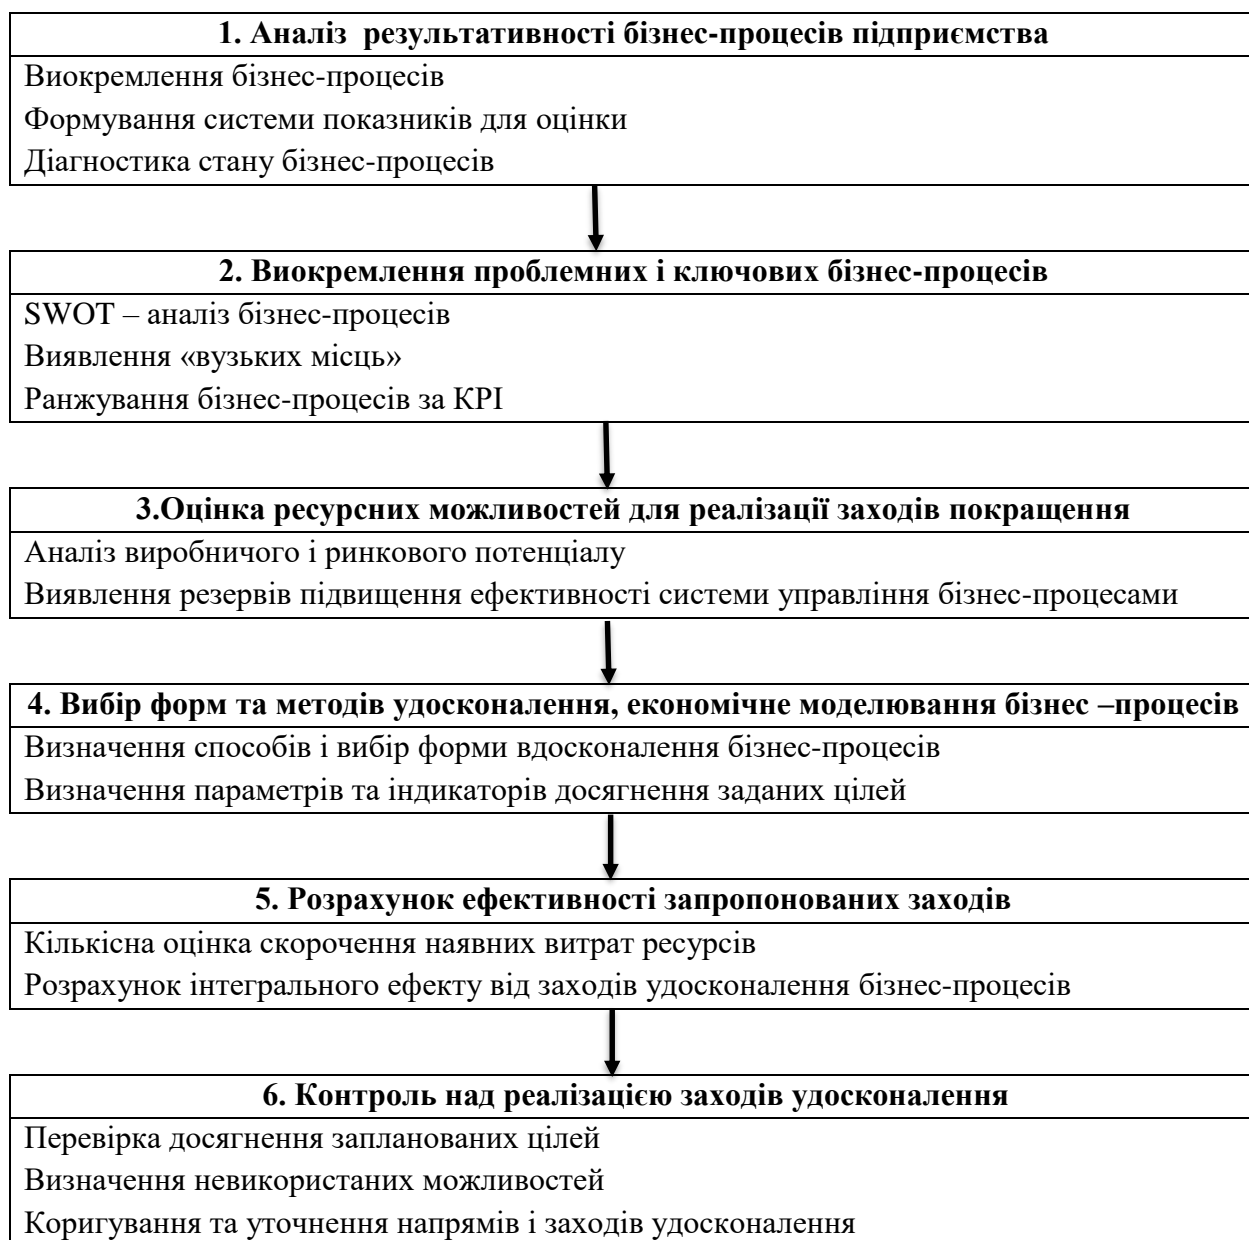 1. Аналіз  результативності бізнес-процесів підприємства
Виокремлення бізнес-процесів
Формування системи показників для оцінки
Діагностика стану бізнес-процесів
2. Виокремлення проблемних і ключових бізнес-процесів
SWOT – аналіз бізнес-процесів
Виявлення «вузьких місць»
Ранжування бізнес-процесів за KPI
3.Оцінка ресурсних можливостей для реалізації заходів покращення
Аналіз виробничого і ринкового потенціалу
Виявлення резервів підвищення ефективності системи управління бізнес-процесами
4. Вибір форм та методів удосконалення, економічне моделювання бізнес –процесів
Визначення способів і вибір форми вдосконалення бізнес-процесів
Визначення параметрів та індикаторів досягнення заданих цілей
5. Розрахунок ефективності запропонованих заходів
Кількісна оцінка скорочення наявних витрат ресурсів
Розрахунок інтегрального ефекту від заходів удосконалення бізнес-процесів
6. Контроль над реалізацією заходів удосконалення
Перевірка досягнення запланованих цілей
Визначення невикористаних можливостей
Коригування та уточнення напрямів і заходів удосконалення